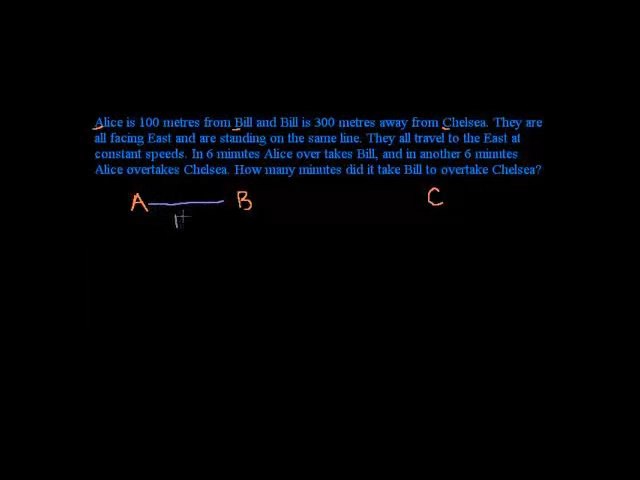 Alice is 100 metres from Bill and Bill is 300 metres away from Chelsea. They are
all facing East and are standing on the same line. They all travel to the East at
constant speeds. In 6 minutes Alice over takes Bill, and in another 6 minutes
Alice overtakes Chelsea. How many minutes did it take Bill to overtake Chelsea?
A B C